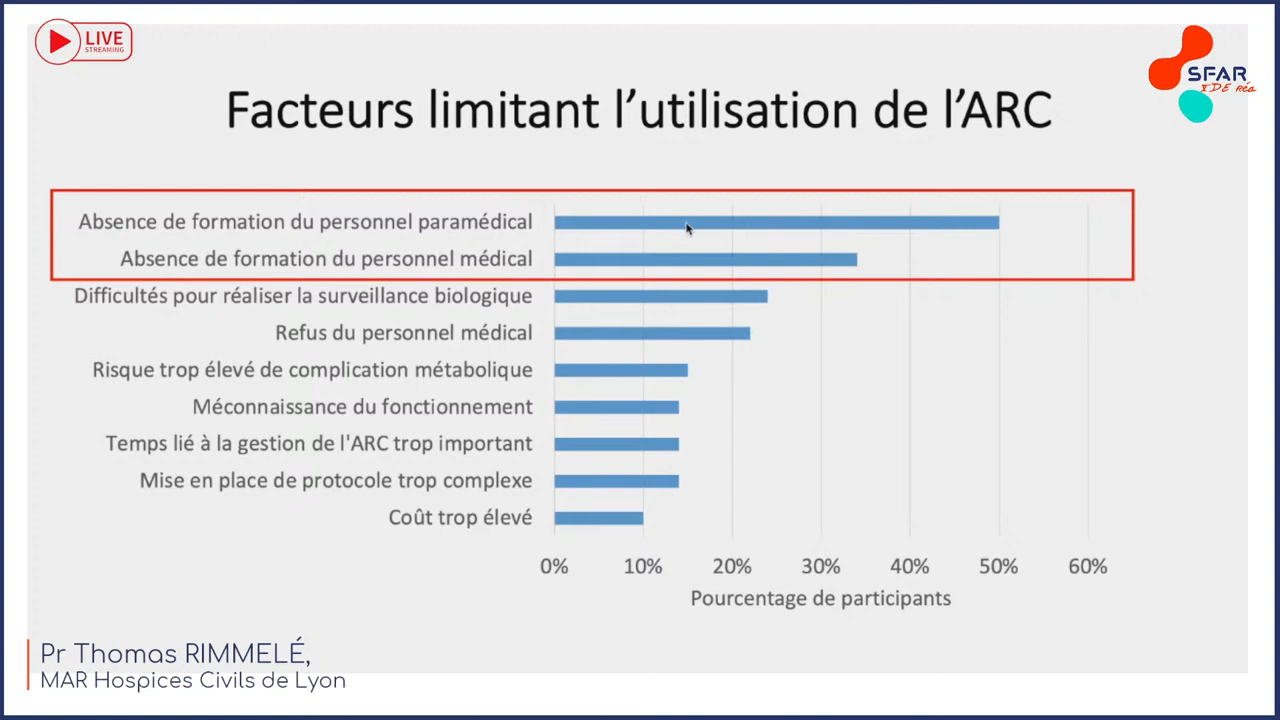 LIVE
STREAMING
SFAR
IDE Réa
Facteurs limitant l’utilisation de l’ARC
Absence de formation du personnel paramédical
Absence de formation du personnel médical
Difficultés pour réaliser la surveillance biologique
Refus du personnel médical
Risque trop élevé de complication métabolique
Méconnaissance du fonctionnement
Temps lié à la gestion de l'ARC trop important
Mise en place de protocole trop complexe
Coût trop élevé
0% 10% 20% 30% 40% 50% 60%
Pourcentage de participants
Pr Thomas RIMMELÉ,
MAR Hospices Civils de Lyon